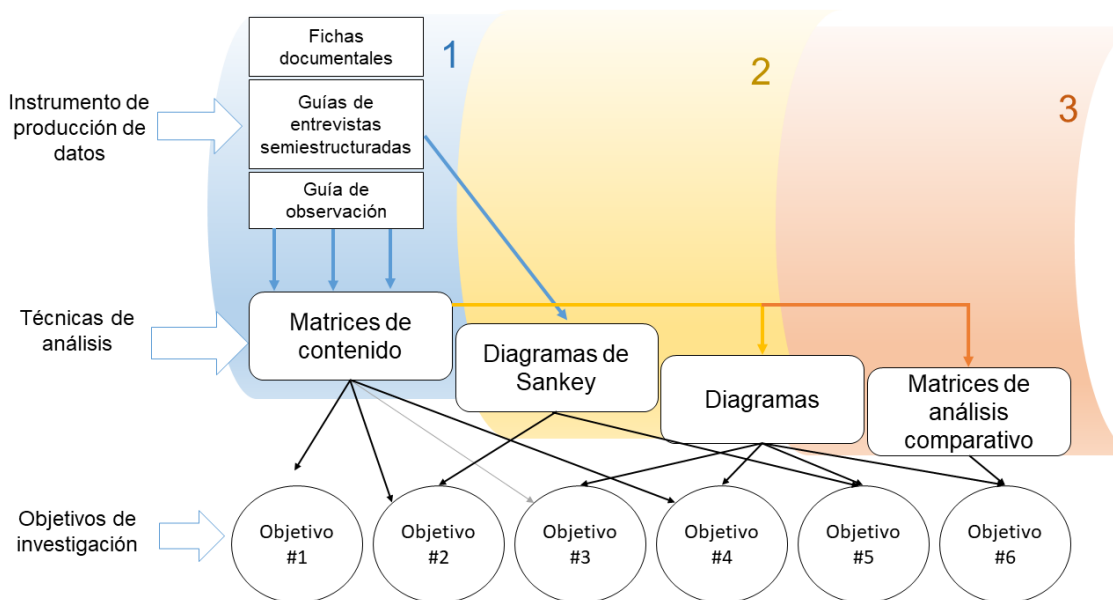 Fichas
documentales
1
2
3
Instrumento de
producción de
datos
Guías de
entrevistas
semiestructuradas
Guía de
observación
Técnicas de
análisis
Matrices de
contenido
Diagramas de
Sankey
Diagramas
Matrices de
análisis
comparativo
Objetivos de
investigación
Objetivo
#1
Objetivo
#2
Objetivo
#3
Objetivo
#4
Objetivo
#5
Objetivo
#6